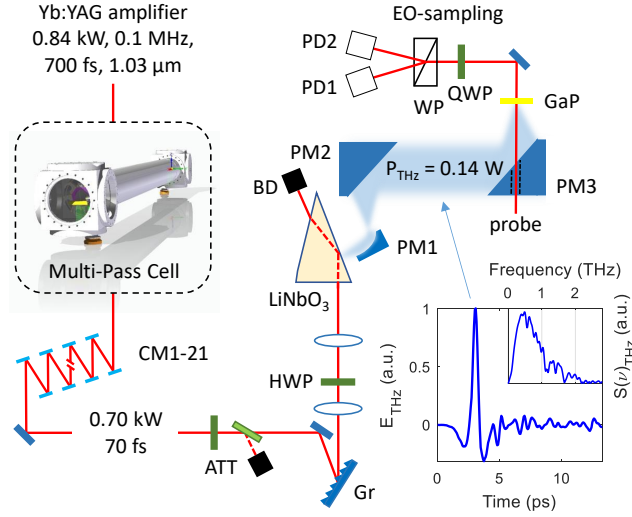 Yb:YAG amplifier
0.84 kW, 0.1 MHz,
700 fs, 1.03 µm
Multi-Pass Cell
CM1-21
0.70 kW
70 fs
ATT
Gr
HWP
LiNbO3
BD
PM1
PM2
P_THz = 0.14 W
PM3
probe
GaP
QWP
WP
PD1
PD2
EO-sampling
Frequency (THz)
0 1 2
S(ν)_THz (a.u.)
E_THz (a.u.)
1
0.5
0
0 5 10
Time (ps)